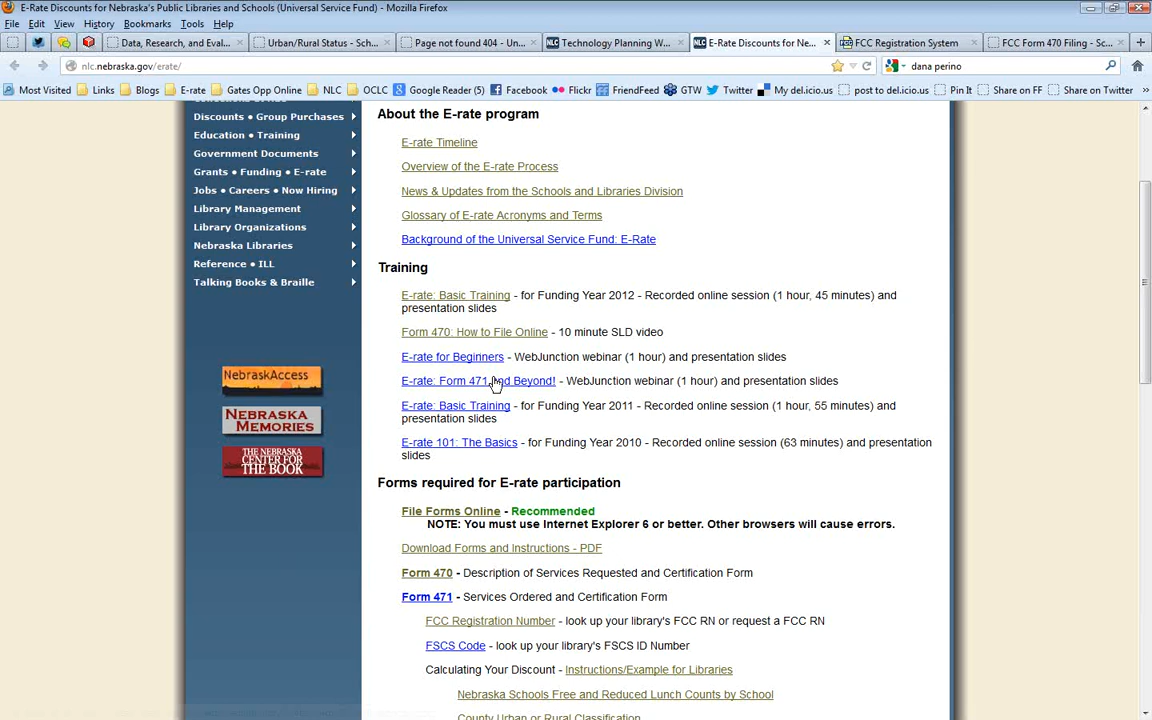 E-Rate Discounts for Nebraska's Public Libraries and Schools (Universal Service Fund) - Mozilla Firefox
File Edit View History Bookmarks Tools Help
Data, Research, and Eval... Urban/Rural Status - Sch... Page not found 404 - Un... NLC Technology Planning W... NLC E-Rate Discounts for Ne... FCC Registration System FCC Form 470 Filing - Sc...
nlc.nebraska.gov/erate/ dana perino
Most Visited Links Blogs E-rate Gates Opp Online NLC OCLC Google Reader (5) Facebook Flickr FriendFeed GTW Twitter My del.icio.us post to del.icio.us Pin It Share on FF Share on Twitter
Discounts • Group Purchases
Education • Training
Government Documents
Grants • Funding • E-rate
Jobs • Careers • Now Hiring
Library Management
Library Organizations
Nebraska Libraries
Reference • ILL
Talking Books & Braille
NebraskAccess
NEBRASKA
MEMORIES
THE NEBRASKA
CENTER FOR
THE BOOK
About the E-rate program
E-rate Timeline
Overview of the E-rate Process
News & Updates from the Schools and Libraries Division
Glossary of E-rate Acronyms and Terms
Background of the Universal Service Fund: E-Rate
Training
E-rate: Basic Training - for Funding Year 2012 - Recorded online session (1 hour, 45 minutes) and
presentation slides
Form 470: How to File Online - 10 minute SLD video
E-rate for Beginners - WebJunction webinar (1 hour) and presentation slides
E-rate: Form 471 and Beyond! - WebJunction webinar (1 hour) and presentation slides
E-rate: Basic Training - for Funding Year 2011 - Recorded online session (1 hour, 55 minutes) and
presentation slides
E-rate 101: The Basics - for Funding Year 2010 - Recorded online session (63 minutes) and presentation
slides
Forms required for E-rate participation
File Forms Online - Recommended
NOTE: You must use Internet Explorer 6 or better. Other browsers will cause errors.
Download Forms and Instructions - PDF
Form 470 - Description of Services Requested and Certification Form
Form 471 - Services Ordered and Certification Form
FCC Registration Number - look up your library's FCC RN or request a FCC RN
FSCS Code - look up your library's FSCS ID Number
Calculating Your Discount - Instructions/Example for Libraries
Nebraska Schools Free and Reduced Lunch Counts by School
County Urban or Rural Classification